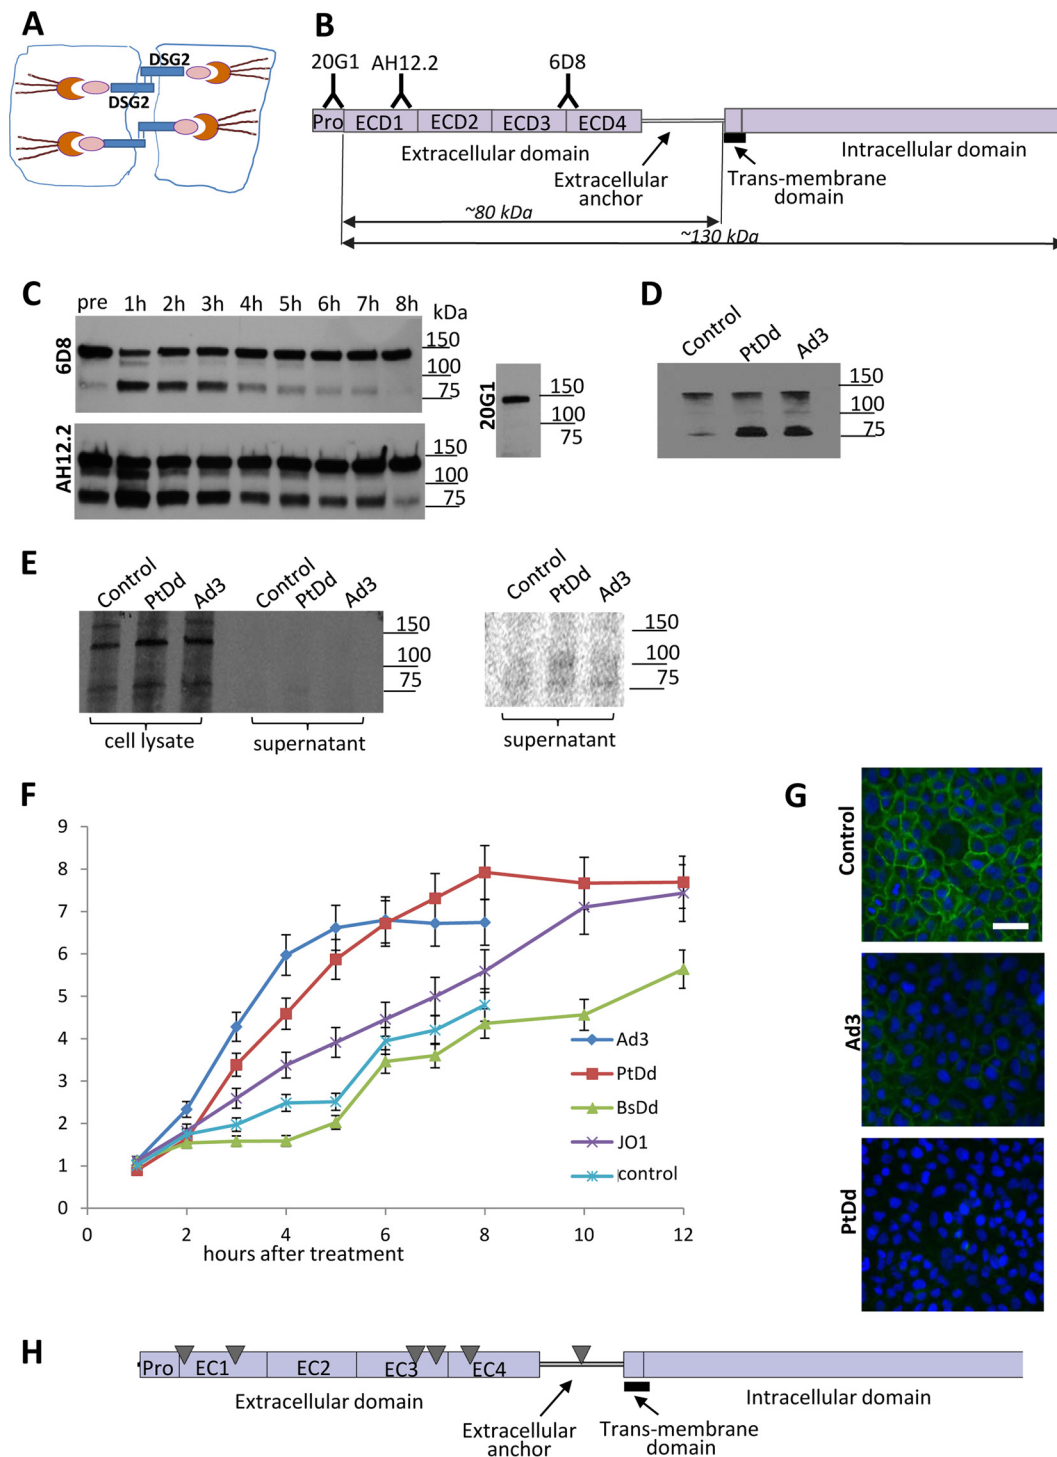 A
DSG2
DSG2
B
20G1 AH12.2 6D8
Pro ECD1 ECD2 ECD3 ECD4
Extracellular domain
Extracellular anchor
Trans-membrane domain
Intracellular domain
~80 kDa
~130 kDa
C
pre 1h 2h 3h 4h 5h 6h 7h 8h kDa
6D8
150
100
75
AH12.2
150
100
75
20G1
150
100
75
D
Control PtDd Ad3
150
100
75
E
Control PtDd Ad3 Control PtDd Ad3
150
100
75
cell lysate supernatant
Control PtDd Ad3
150
100
75
supernatant
F
9
8
7
6
5
4
3
2
1
0
0 2 4 6 8 10 12
hours after treatment
Ad3
PtDd
BsDd
JO1
control
G
Control
Ad3
PtDd
H
Pro EC1 EC2 EC3 EC4
Extracellular domain
Extracellular anchor
Trans-membrane domain
Intracellular domain